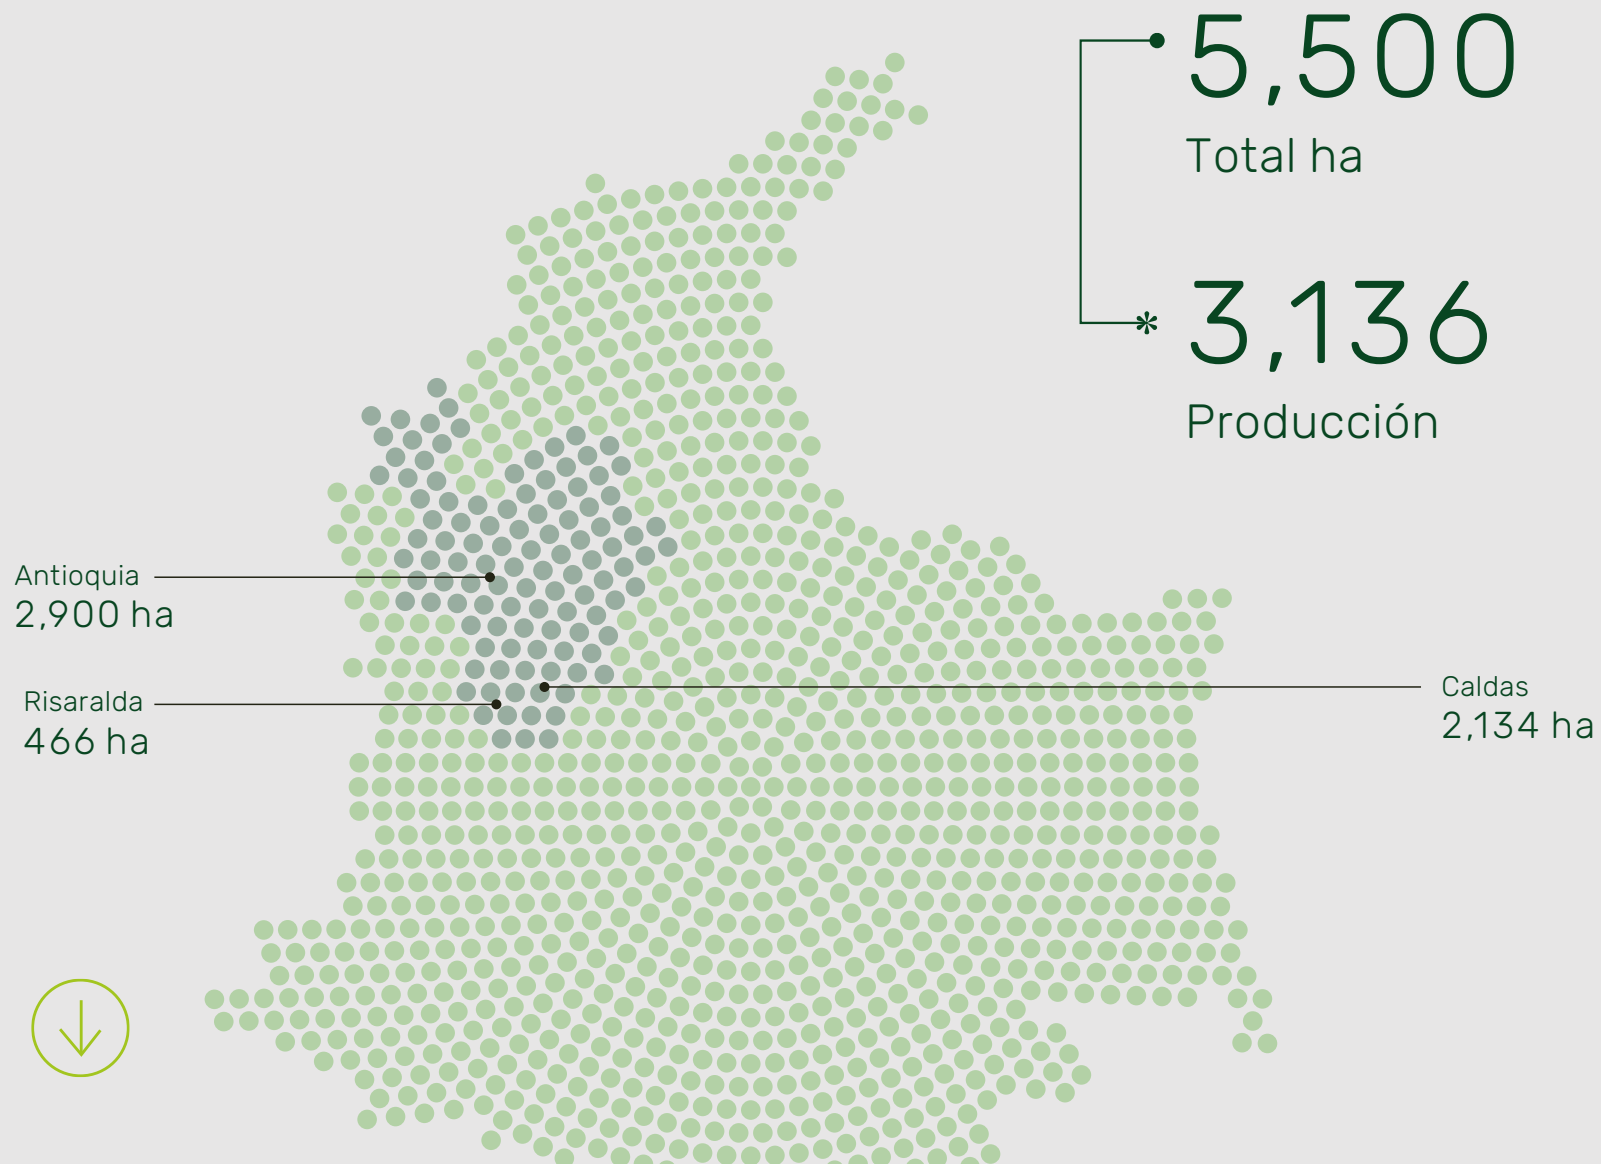 5,500
Total ha
* 3,136
Producción
Antioquia
2,900 ha
Risaralda
466 ha
Caldas
2,134 ha